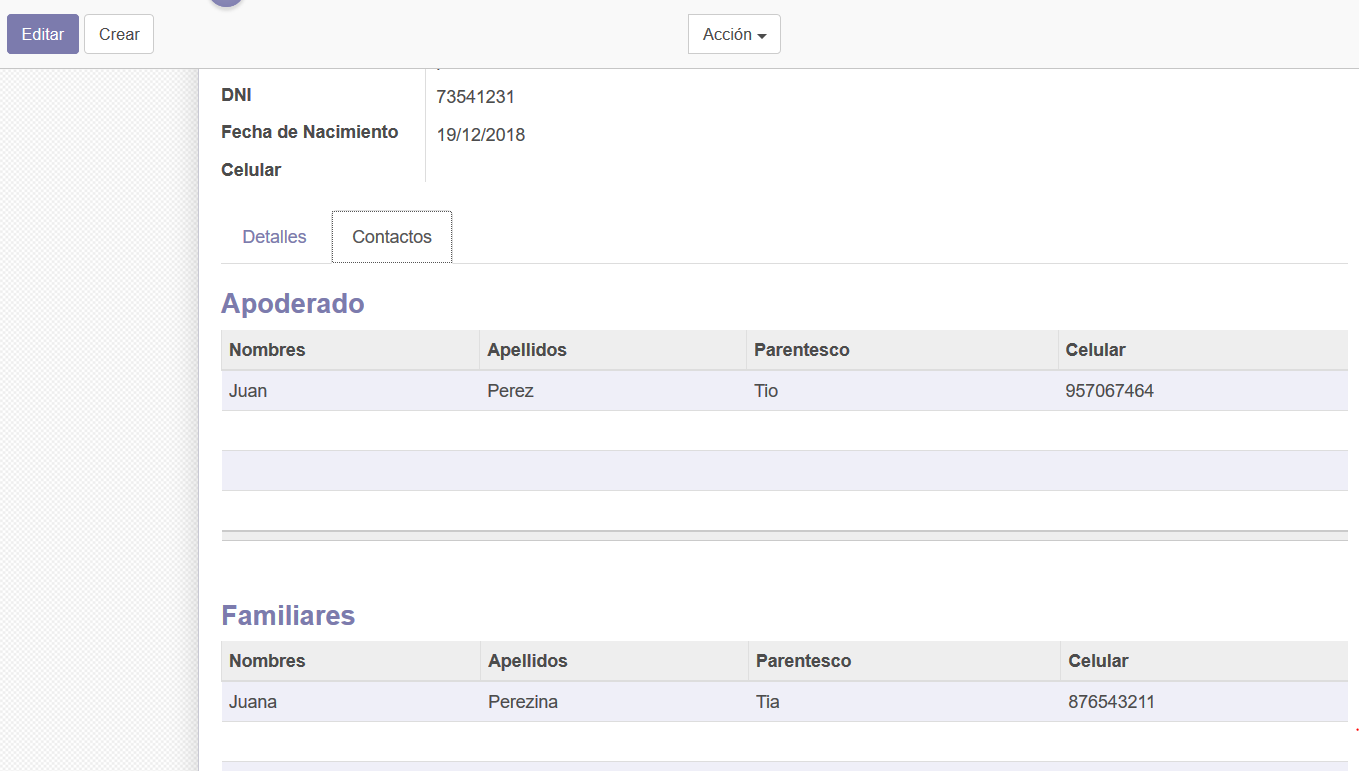 Editar Crear Acción
DNI 73541231
Fecha de Nacimiento 19/12/2018
Celular
Detalles Contactos
Apoderado
Nombres Apellidos Parentesco Celular
Juan Perez Tio 957067464
Familiares
Nombres Apellidos Parentesco Celular
Juana Perezina Tia 876543211